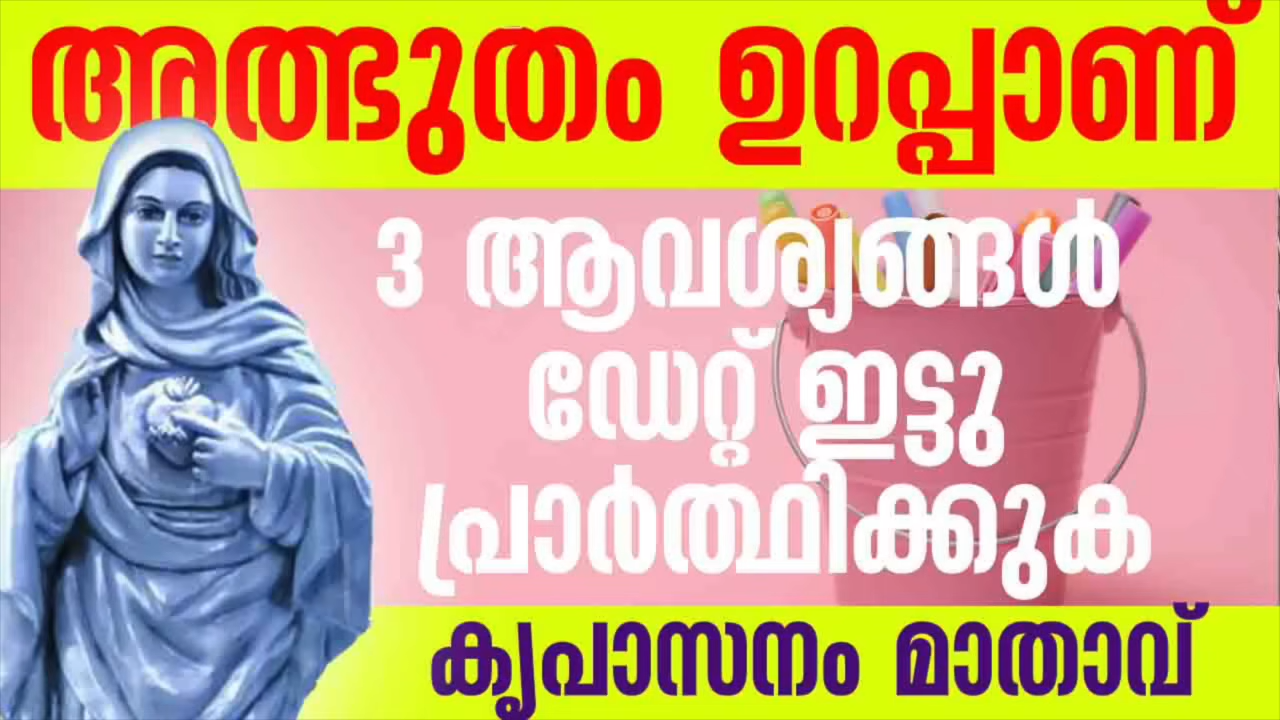 അത്ഭുതം ഉറപ്പാണ്
3 ആവശ്യങ്ങൾ
ഡേറ്റ് ഇട്ടു
പ്രാർത്ഥിക്കുക
കൃപാസനം മാതാവ്